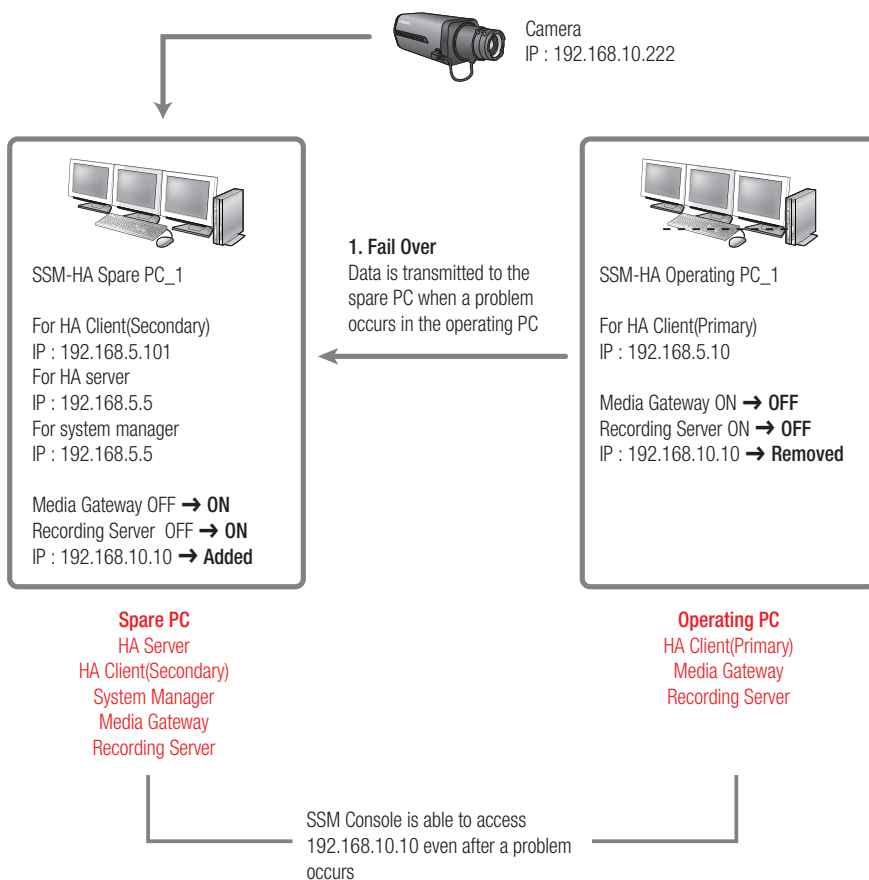 Camera
IP : 192.168.10.222
SSM-HA Spare PC_1
For HA Client(Secondary)
IP : 192.168.5.101
For HA server
IP : 192.168.5.5
For system manager
IP : 192.168.5.5
Media Gateway OFF ➔ ON
Recording Server OFF ➔ ON
IP : 192.168.10.10 ➔ Added
1. Fail Over
Data is transmitted to the
spare PC when a problem
occurs in the operating PC
SSM-HA Operating PC_1
For HA Client(Primary)
IP : 192.168.5.10
Media Gateway ON ➔ OFF
Recording Server ON ➔ OFF
IP : 192.168.10.10 ➔ Removed
Spare PC
HA Server
HA Client(Secondary)
System Manager
Media Gateway
Recording Server
Operating PC
HA Client(Primary)
Media Gateway
Recording Server
SSM Console is able to access
192.168.10.10 even after a problem
occurs